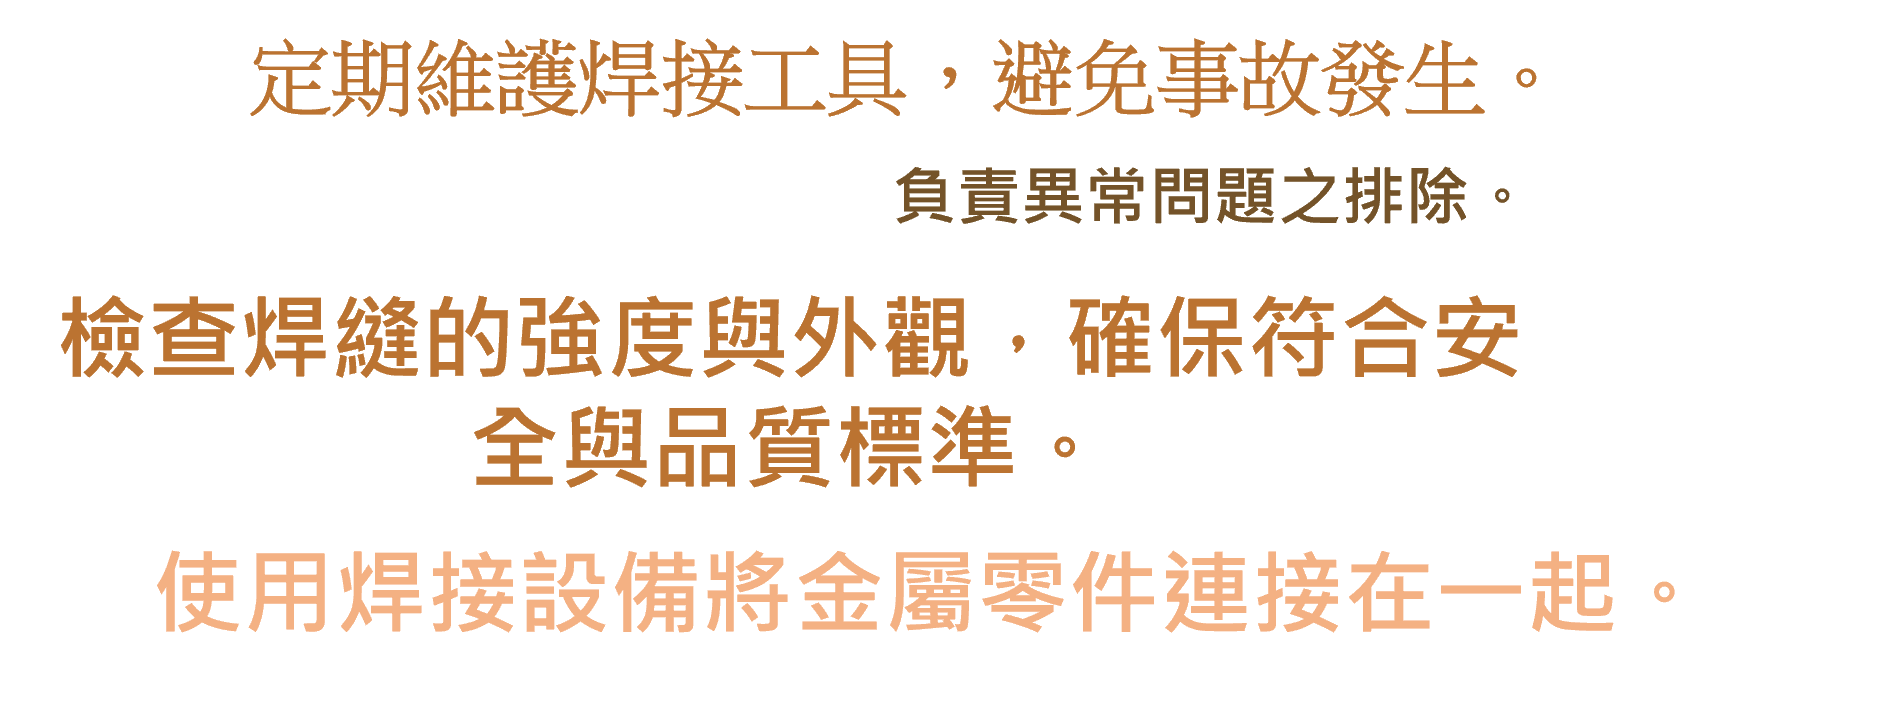 定期維護焊接工具，避免事故發生。
負責異常問題之排除。
檢查焊縫的強度與外觀，確保符合安
全與品質標準。
使用焊接設備將金屬零件連接在一起。